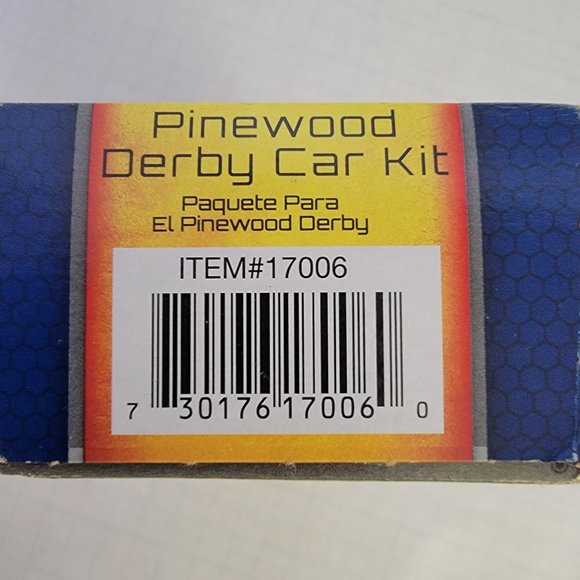 Pinewood
Derby Car Kit
Paquete Para
El Pinewood Derby
ITEM#17006
7 30176 17006 0